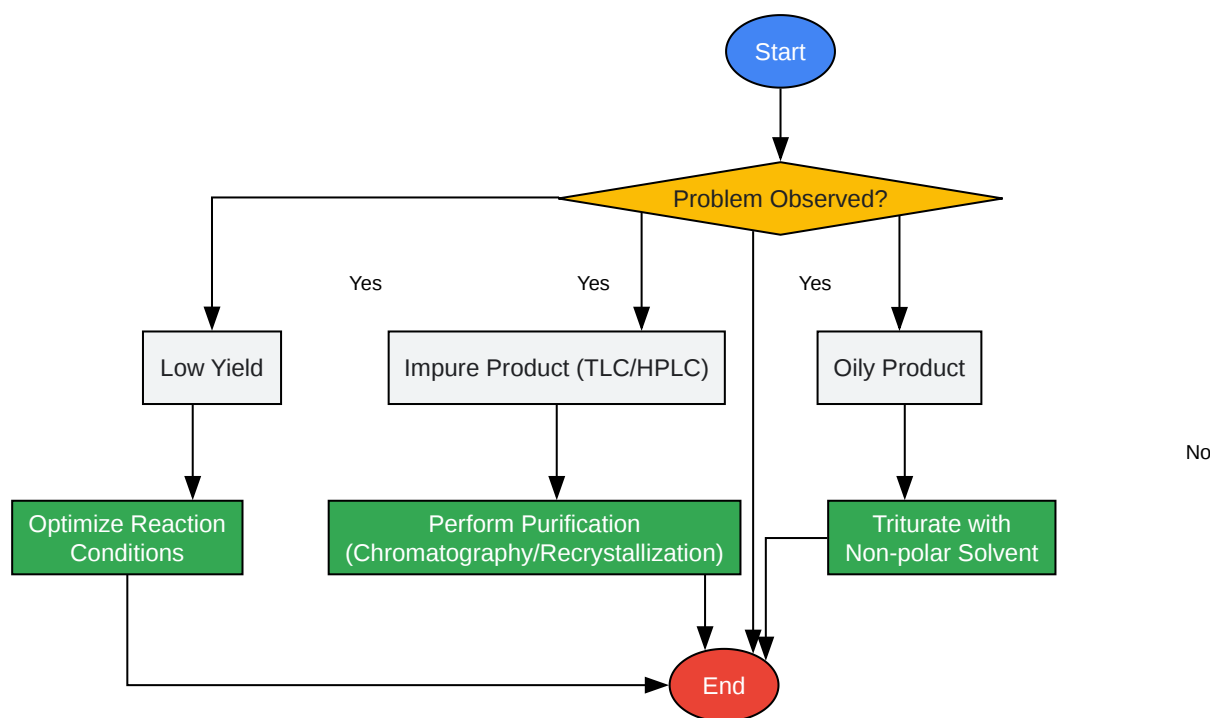 Start
Problem Observed?
Yes
Yes
Yes
Low Yield
Impure Product (TLC/HPLC)
Oily Product
No
Optimize Reaction
Conditions
Perform Purification
(Chromatography/Recrystallization)
Triturate with
Non-polar Solvent
End